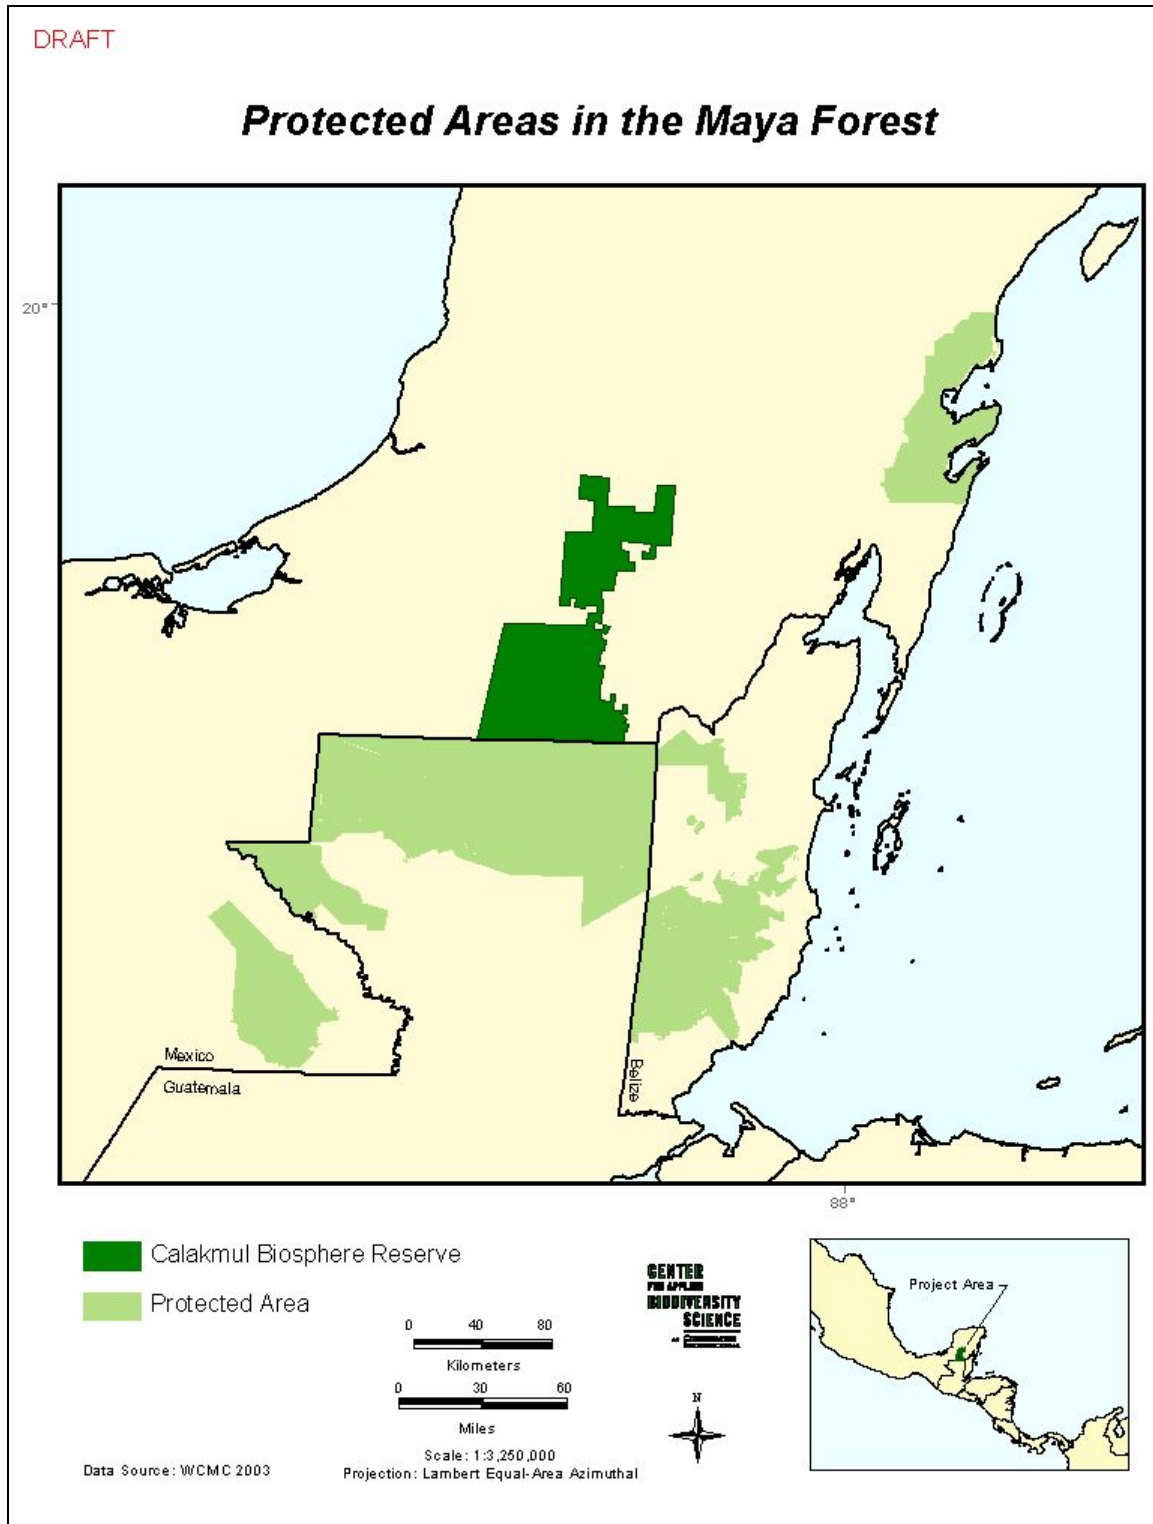 DRAFT
Protected Areas in the Maya Forest
20°
Mexico
Guatemala
Belize
88°
Calakmul Biosphere Reserve
Protected Area
0 40 80
Kilometers
0 30 60
Miles
Scale: 1:3,250,000
Projection: Lambert Equal-Area Azimuthal
Data Source: WCMC 2003
CENTER
FOR APPLIED
BIODIVERSITY
SCIENCE
N
Project Area